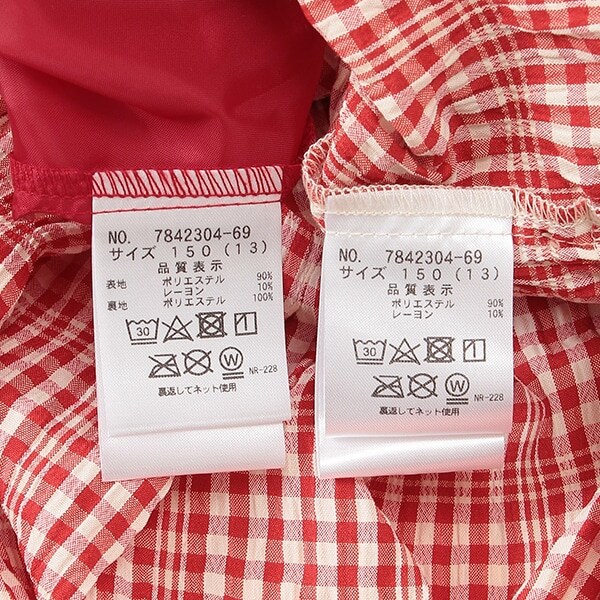 NO. 7842304-69
サイズ 150(13)
品質表示
表地 ポリエステル 90%
レーヨン 10%
裏地 ポリエステル 100%
30
W
NR-228
裏返してネット使用
NO. 7842304-69
サイズ 150(13)
品質表示
ポリエステル 90%
レーヨン 10%
30
W
NR-228
裏返してネット使用